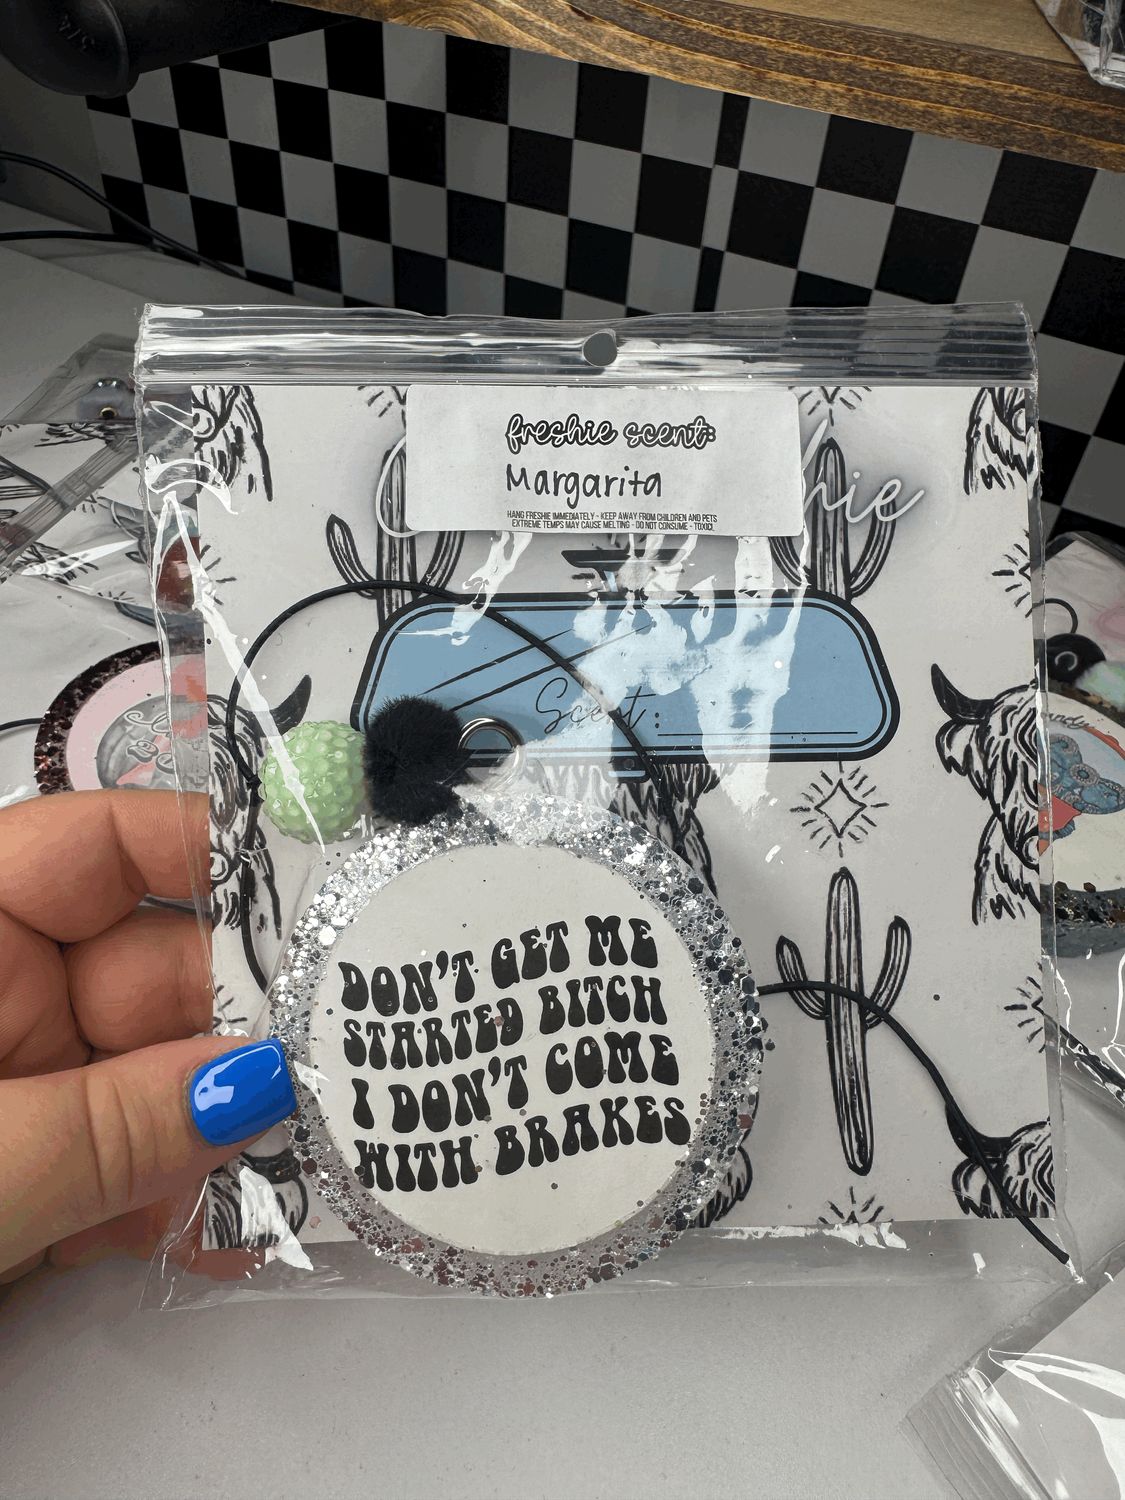 freshie scent:
Margarita
HANG FRESHIE IMMEDIATELY - KEEP AWAY FROM CHILDREN AND PETS
EXTREME TEMPS MAY CAUSE MELTING - DO NOT CONSUME - TOXIC!
Scent:
DON'T GET ME
STARTED BITCH
I DON'T COME
WITH BRAKES